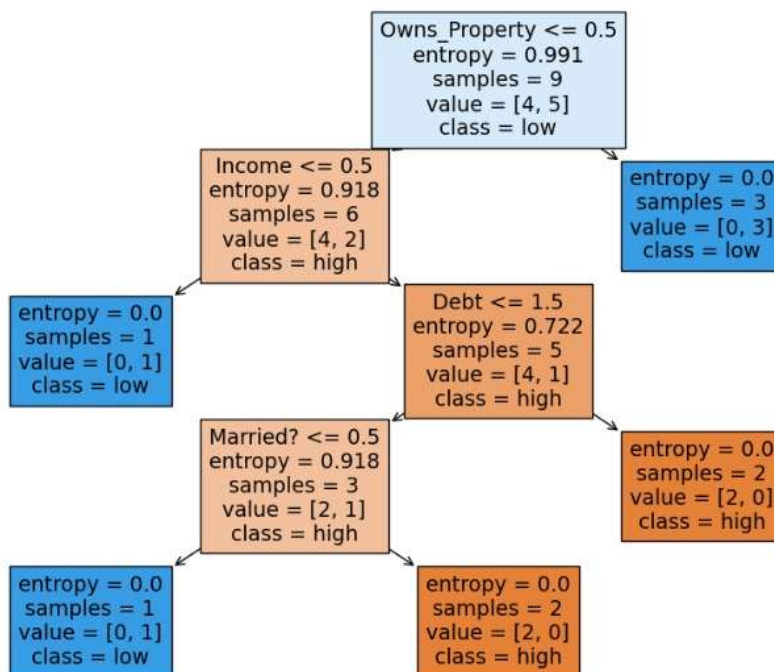 Owns_Property <= 0.5
entropy = 0.991
samples = 9
value = [4, 5]
class = low
Income <= 0.5
entropy = 0.918
samples = 6
value = [4, 2]
class = high
entropy = 0.0
samples = 3
value = [0, 3]
class = low
entropy = 0.0
samples = 1
value = [0, 1]
class = low
Debt <= 1.5
entropy = 0.722
samples = 5
value = [4, 1]
class = high
Married? <= 0.5
entropy = 0.918
samples = 3
value = [2, 1]
class = high
entropy = 0.0
samples = 2
value = [2, 0]
class = high
entropy = 0.0
samples = 1
value = [0, 1]
class = low
entropy = 0.0
samples = 2
value = [2, 0]
class = high